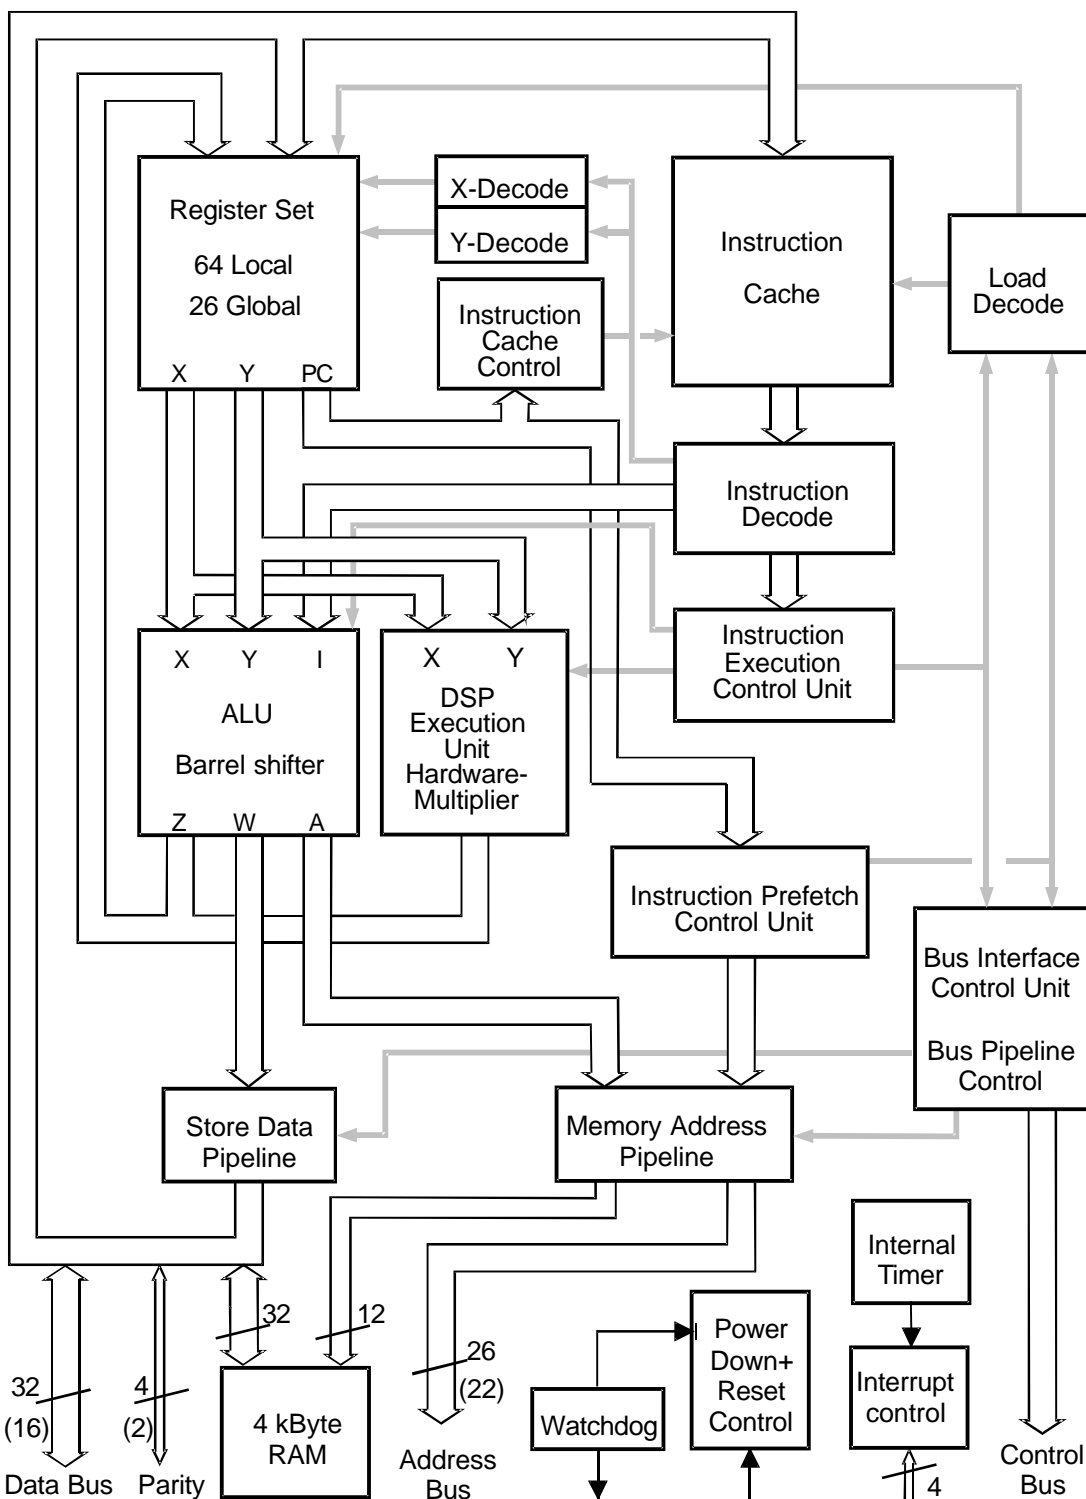 Register Set
64 Local
26 Global
X Y PC
X-Decode
Y-Decode
Instruction
Cache
Control
Instruction
Cache
Load
Decode
Instruction
Decode
Instruction
Execution
Control Unit
X Y I
ALU
Barrel shifter
Z W A
X Y
DSP
Execution
Unit
Hardware-
Multiplier
Instruction Prefetch
Control Unit
Bus Interface
Control Unit
Bus Pipeline
Control
Store Data
Pipeline
Memory Address
Pipeline
Internal
Timer
Interrupt
control
4
Power
Down+
Reset
Control
Watchdog
32
12
26
(22)
32
(16)
4
(2)
4 kByte
RAM
Data Bus
Parity
Address
Bus
Control
Bus